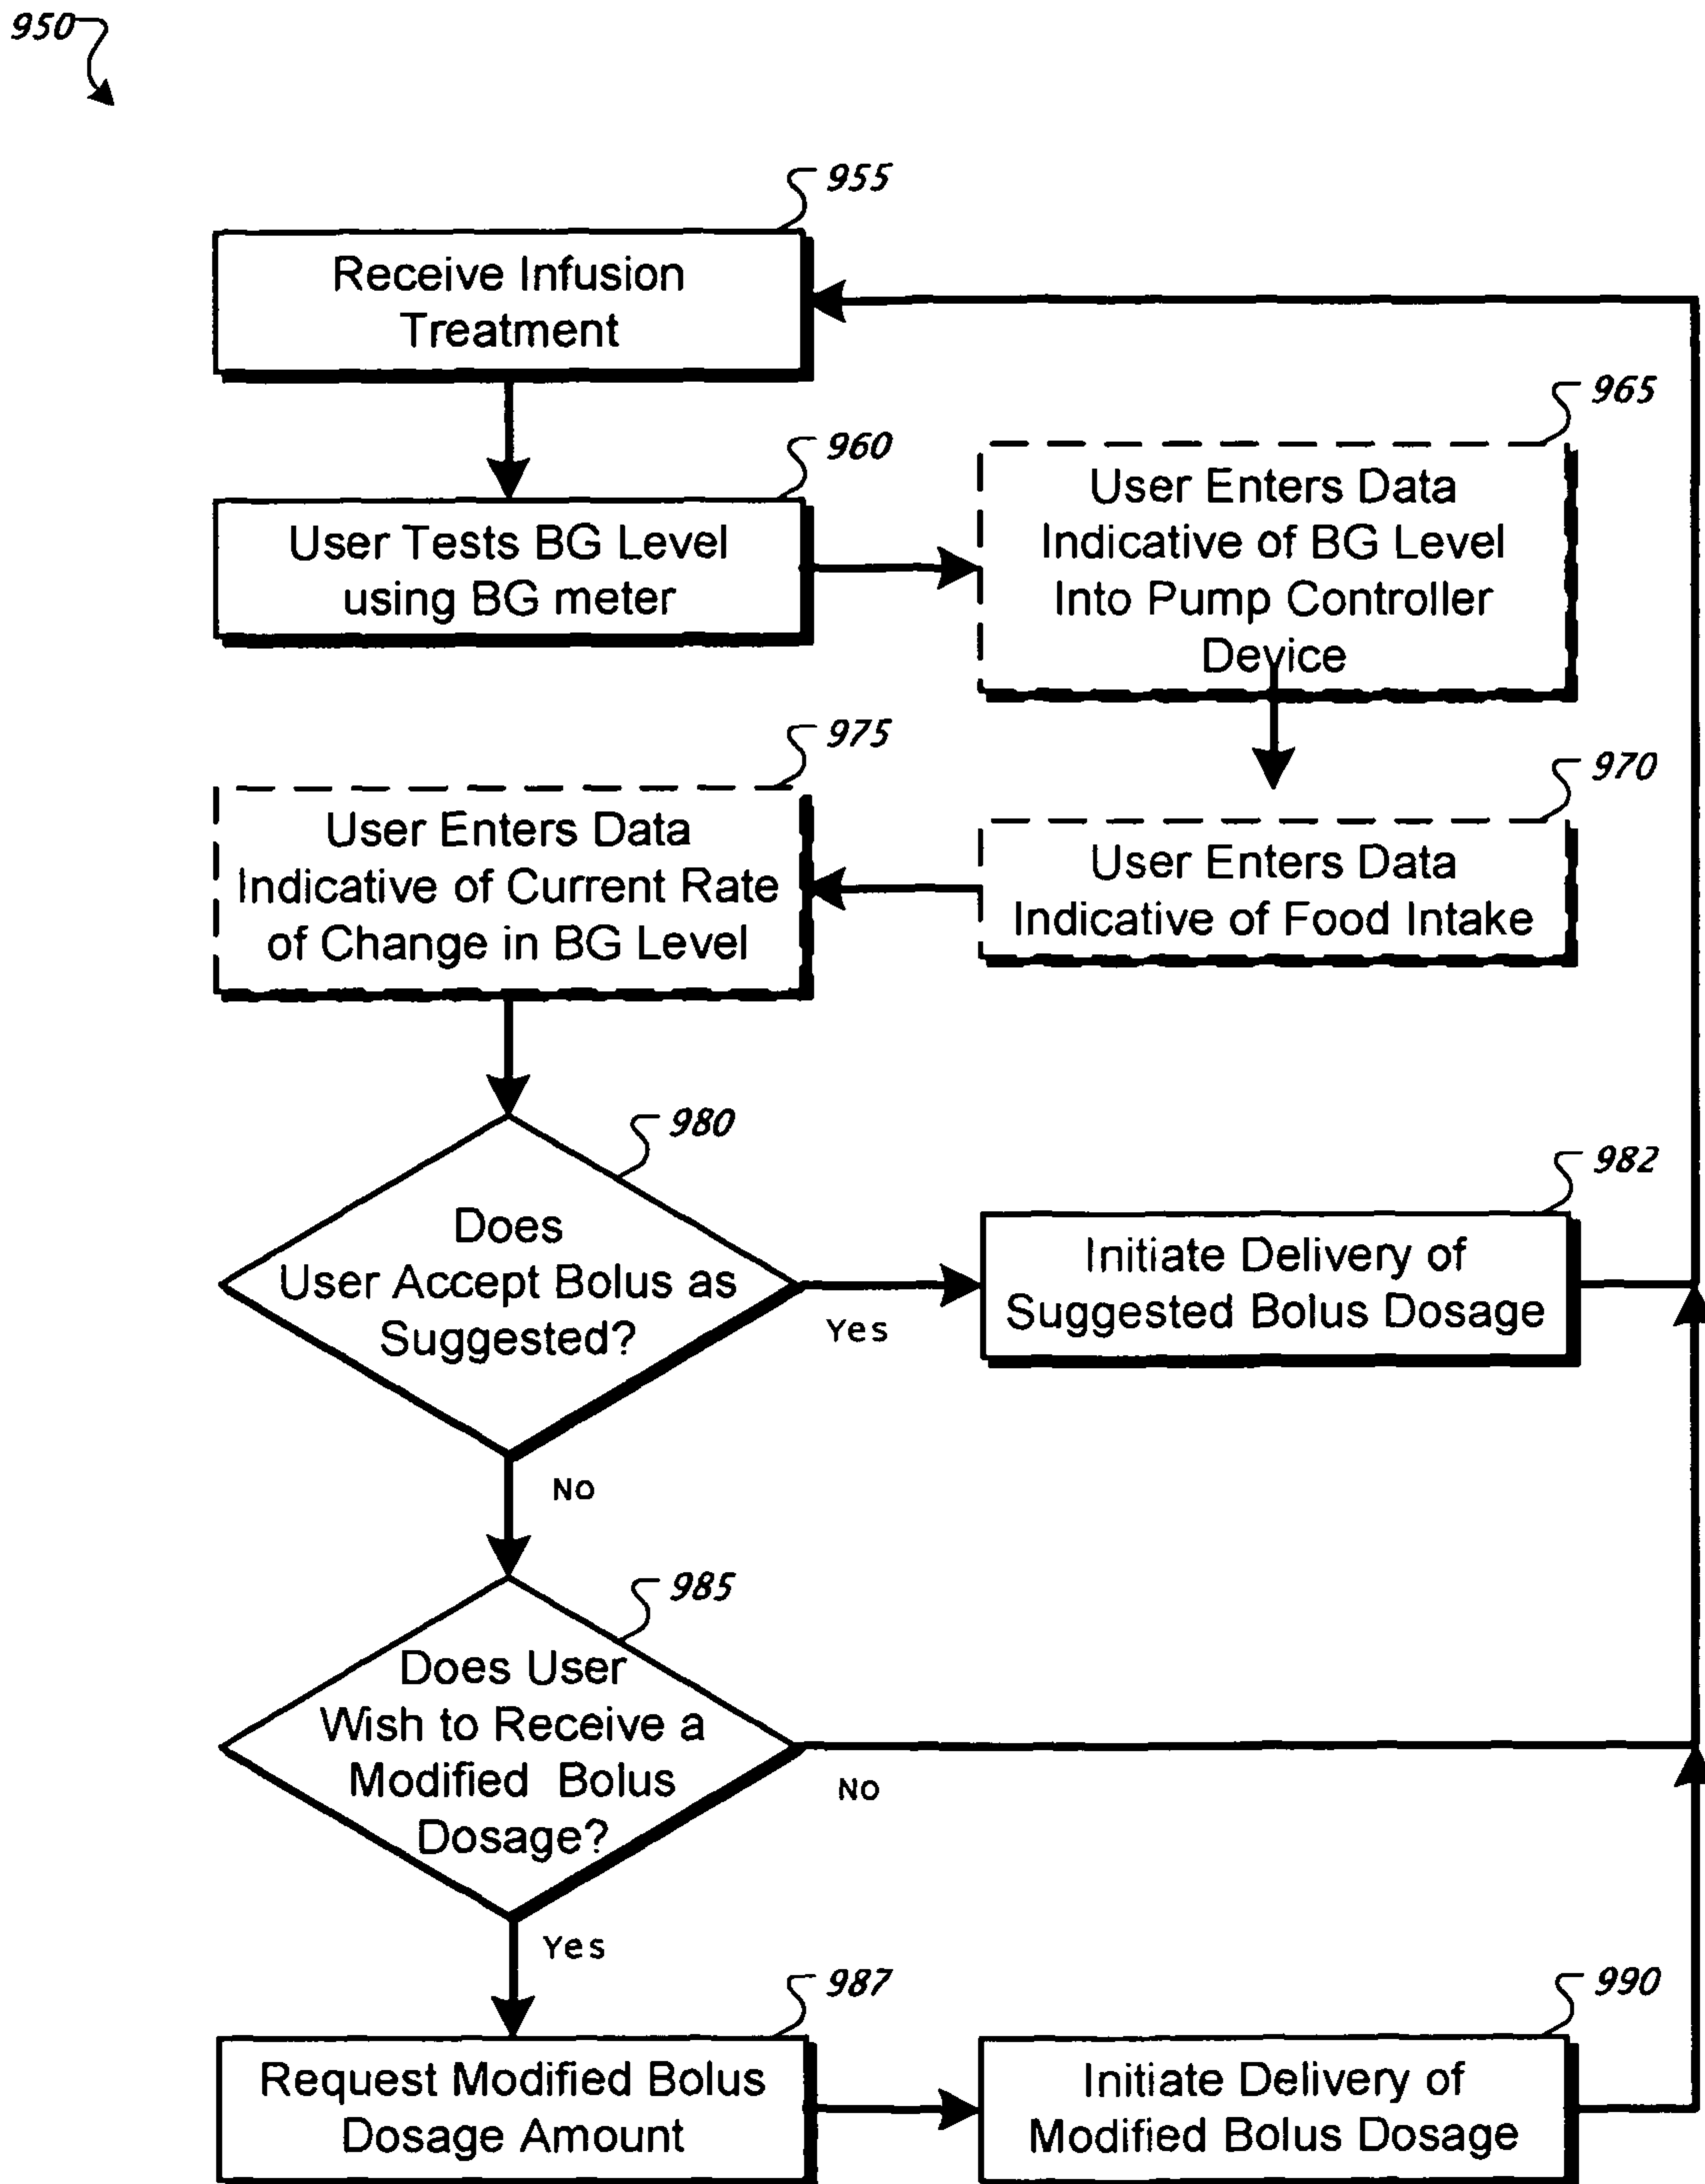 950
955
Receive Infusion
Treatment
960
User Tests BG Level
using BG meter
965
User Enters Data
Indicative of BG Level
Into Pump Controller
Device
970
User Enters Data
Indicative of Food Intake
975
User Enters Data
Indicative of Current Rate
of Change in BG Level
980
Does
User Accept Bolus as
Suggested?
Yes
982
Initiate Delivery of
Suggested Bolus Dosage
No
985
Does User
Wish to Receive a
Modified Bolus
Dosage?
No
Yes
987
Request Modified Bolus
Dosage Amount
990
Initiate Delivery of
Modified Bolus Dosage